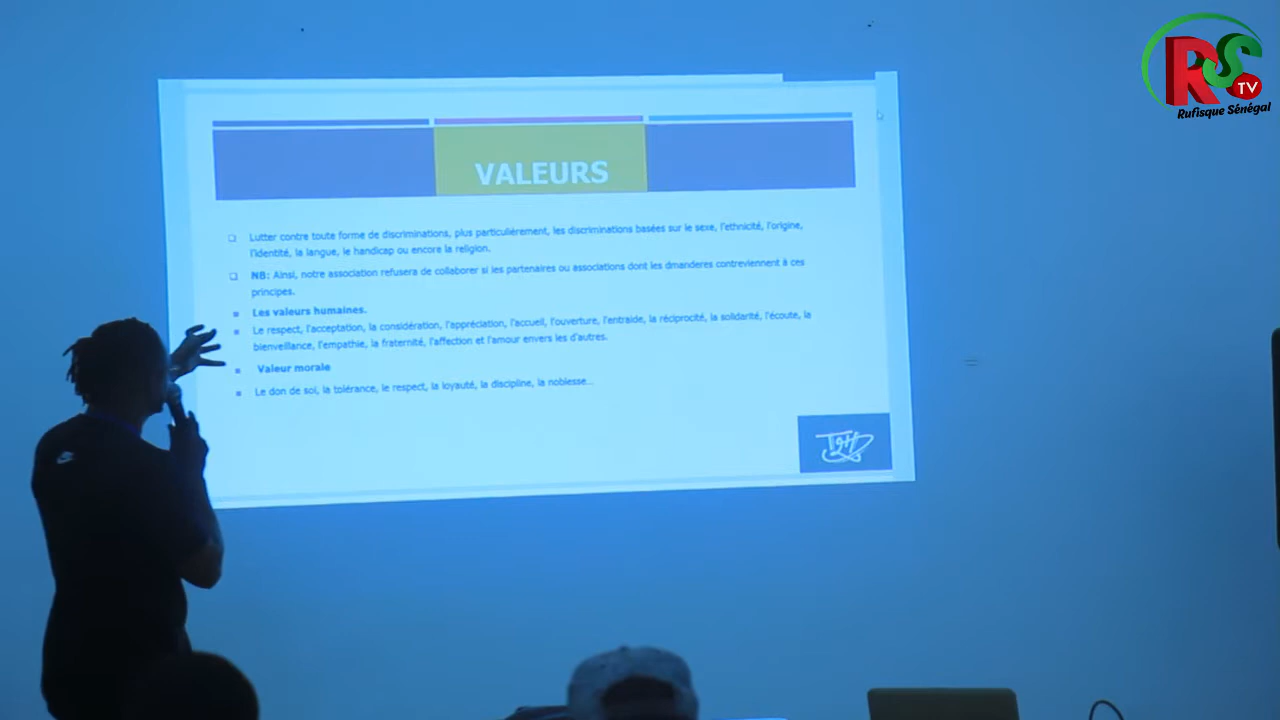 RS TV
Rufisque Sénégal
VALEURS
Lutter contre toute forme de discriminations, plus particulièrement, les discriminations basées sur le sexe, l'ethnicité, l'origine,
l'identité, la langue, le handicap ou encore la religion.
NB: Ainsi, notre association refusera de collaborer si les partenaires ou associations dont les dmanderes contreviennent à ces
principes.
Les valeurs humaines.
Le respect, l'acceptation, la considération, l'appréciation, l'accueil, l'ouverture, l'entraide, la réciprocité, la solidarité, l'écoute, la
bienveillance, l'empathie, la fraternité, l'affection et l'amour envers les d'autres.
Valeur morale
Le don de soi, la tolérance, le respect, la loyauté, la discipline, la noblesse...